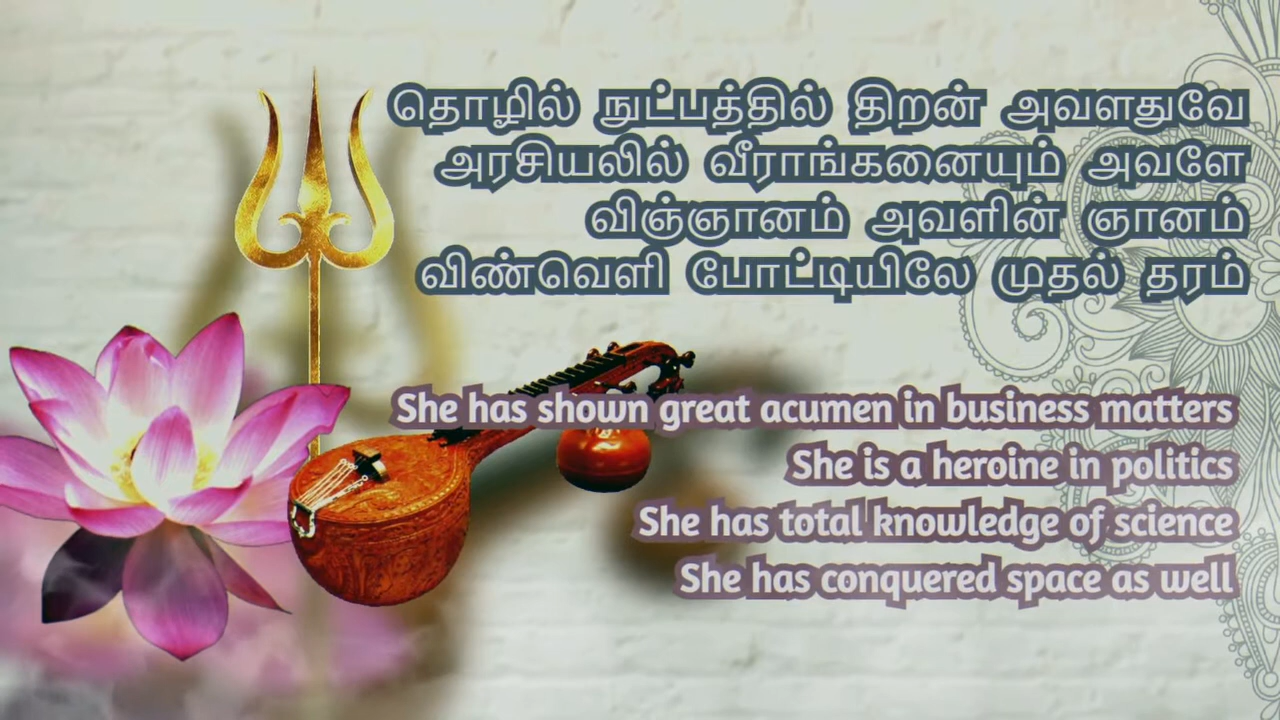 தொழில் நுட்பத்தில் திறன் அவளதுவே
அரசியலில் வீராங்கனையும் அவளே
விஞ்ஞானம் அவளின் ஞானம்
விண்வெளி போட்டியிலே முதல் தரம்
She has shown great acumen in business matters
She is a heroine in politics
She has total knowledge of science
She has conquered space as well